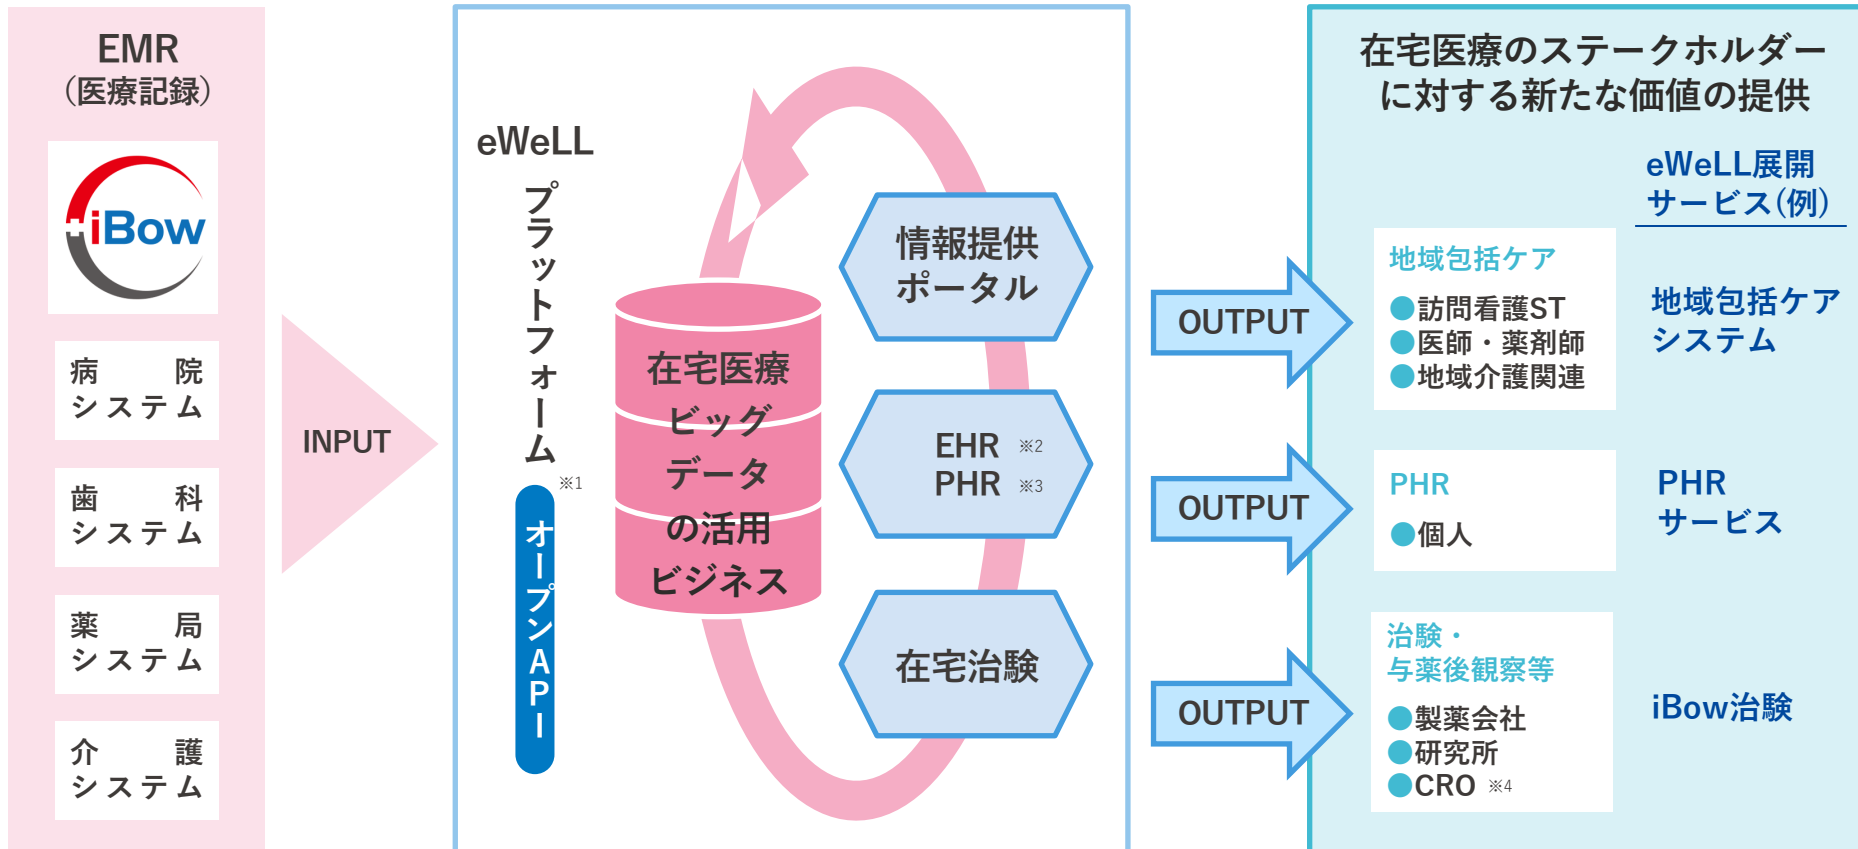 EMR
（医療記録）
iBow
病院
システム
歯科
システム
薬局
システム
介護
システム
INPUT
eWeLL
プラットフォーム
※1
オープンAPI
在宅医療
ビッグ
データ
の活用
ビジネス
情報提供
ポータル
EHR ※2
PHR ※3
在宅治験
OUTPUT
OUTPUT
OUTPUT
在宅医療のステークホルダー
に対する新たな価値の提供
eWeLL展開
サービス(例)
地域包括ケア
●訪問看護ST
●医師・薬剤師
●地域介護関連
地域包括ケア
システム
PHR
●個人
PHR
サービス
治験・
与薬後観察等
●製薬会社
●研究所
●CRO ※4
iBow治験